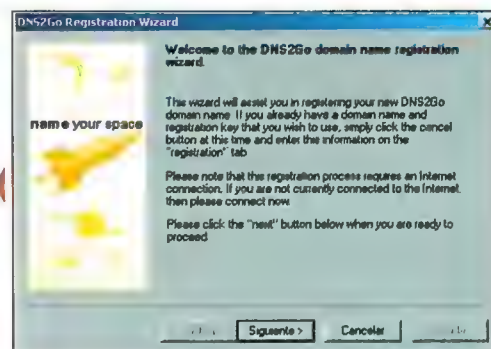 DNS2Go Registration Wizard
Welcome to the DNS2Go domain name registration
wizard.
name your space
This wizard will assist you in registering your new DNS2Go
domain name. If you already have a domain name and
registration key that you wish to use, simply click the cancel
button at this time and enter this information on the
"registration" tab
Please note that this registration process requires an Internet
connection. If you are not currently connected to the Internet,
then please connect now.
Please click the "next" button below when you are ready to
proceed
Siguiente >
Cancelar